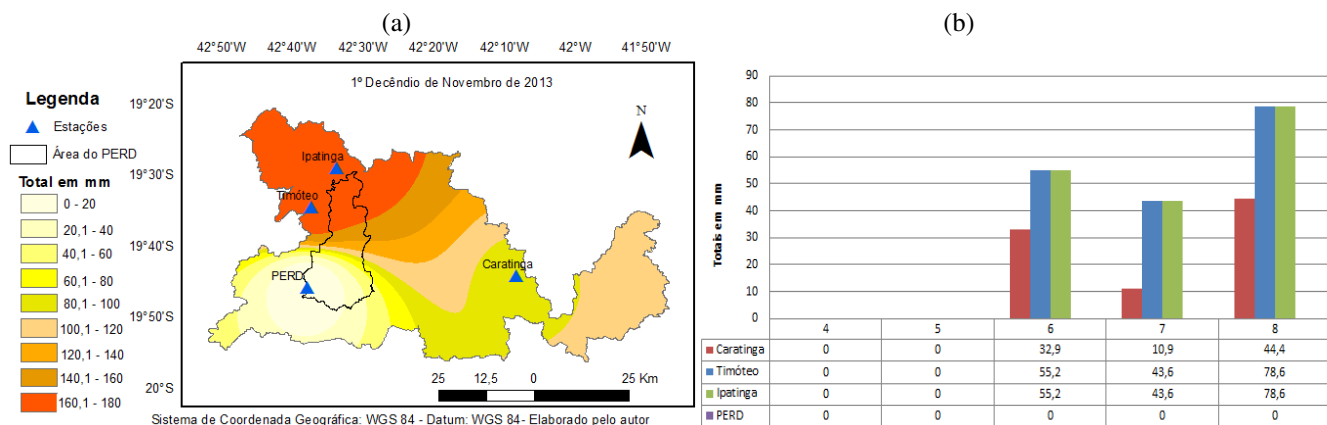 (a)
(b)
42°50'W 42°40'W 42°30'W 42°20'W 42°10'W 42°W 41°50'W
1º Decêndio de Novembro de 2013
Legenda
Estações
Área do PERD
Total em mm
0 - 20
20,1 - 40
40,1 - 60
60,1 - 80
80,1 - 100
100,1 - 120
120,1 - 140
140,1 - 160
160,1 - 180
19°20'S
19°30'S
19°40'S
19°50'S
20°S
N
Ipatinga
Timóteo
PERD
Caratinga
25 12,5 0 25 Km
Sistema de Coordenada Geográfica: WGS 84 - Datum: WGS 84- Elaborado pelo autor
Totais em mm
90
80
70
60
50
40
30
20
10
0
4 5 6 7 8
Caratinga 0 0 32,9 10,9 44,4
Timóteo 0 0 55,2 43,6 78,6
Ipatinga 0 0 55,2 43,6 78,6
PERD 0 0 0 0 0